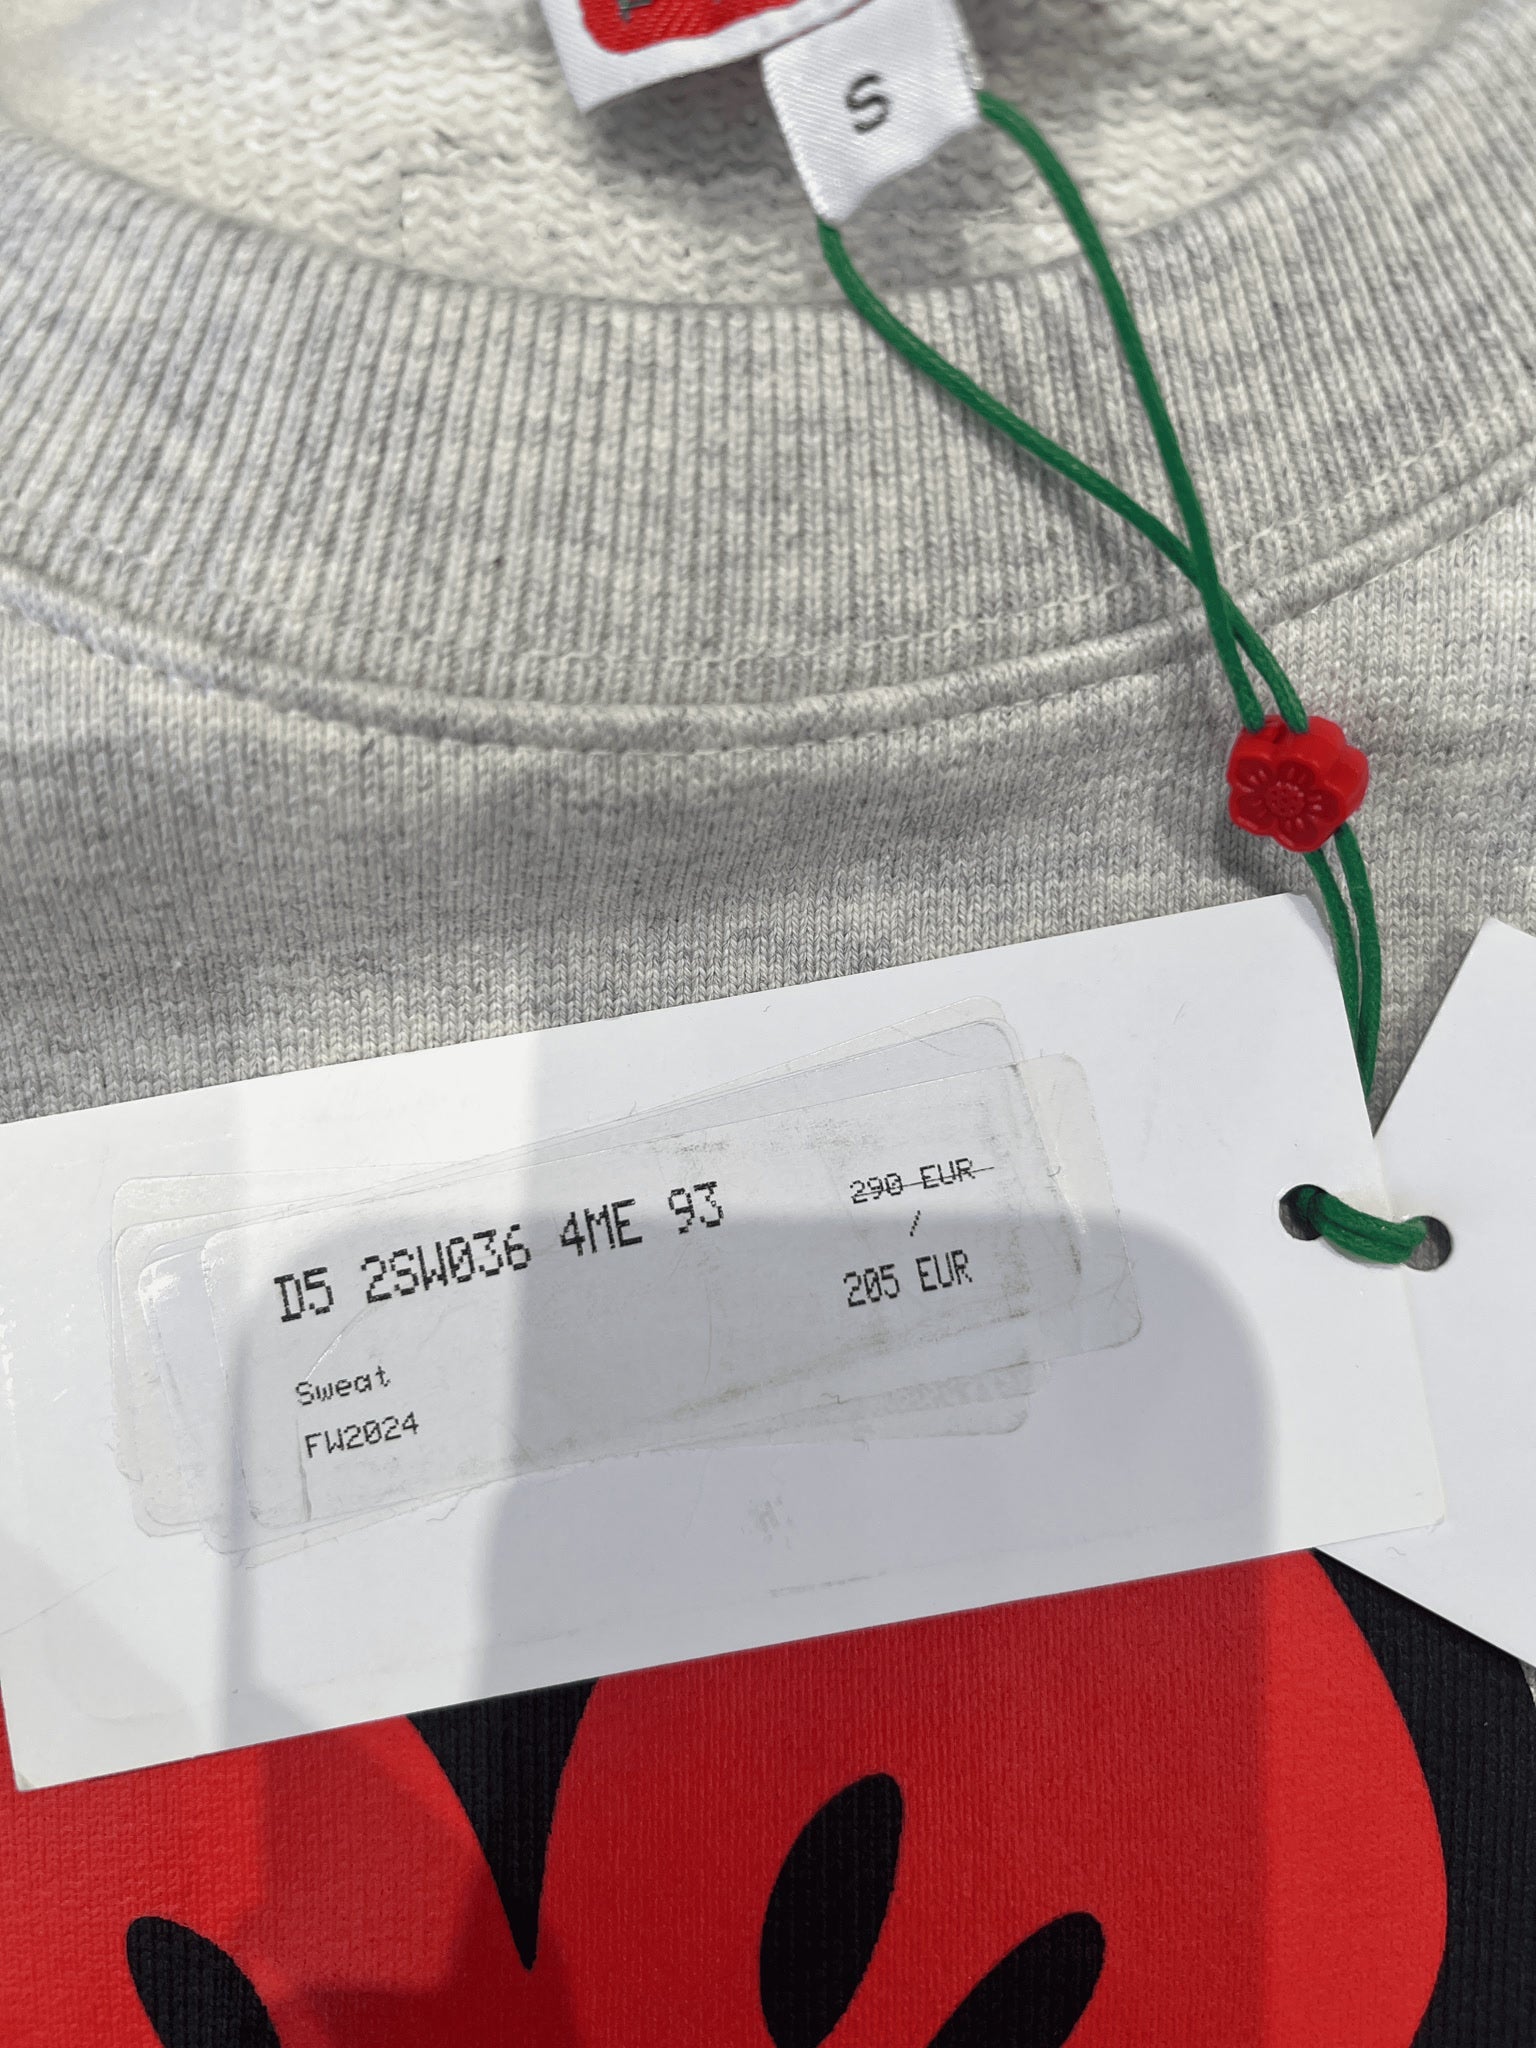 S
D5 2SW036 4ME 93
290 EUR
/
205 EUR
Sweat
FW2024